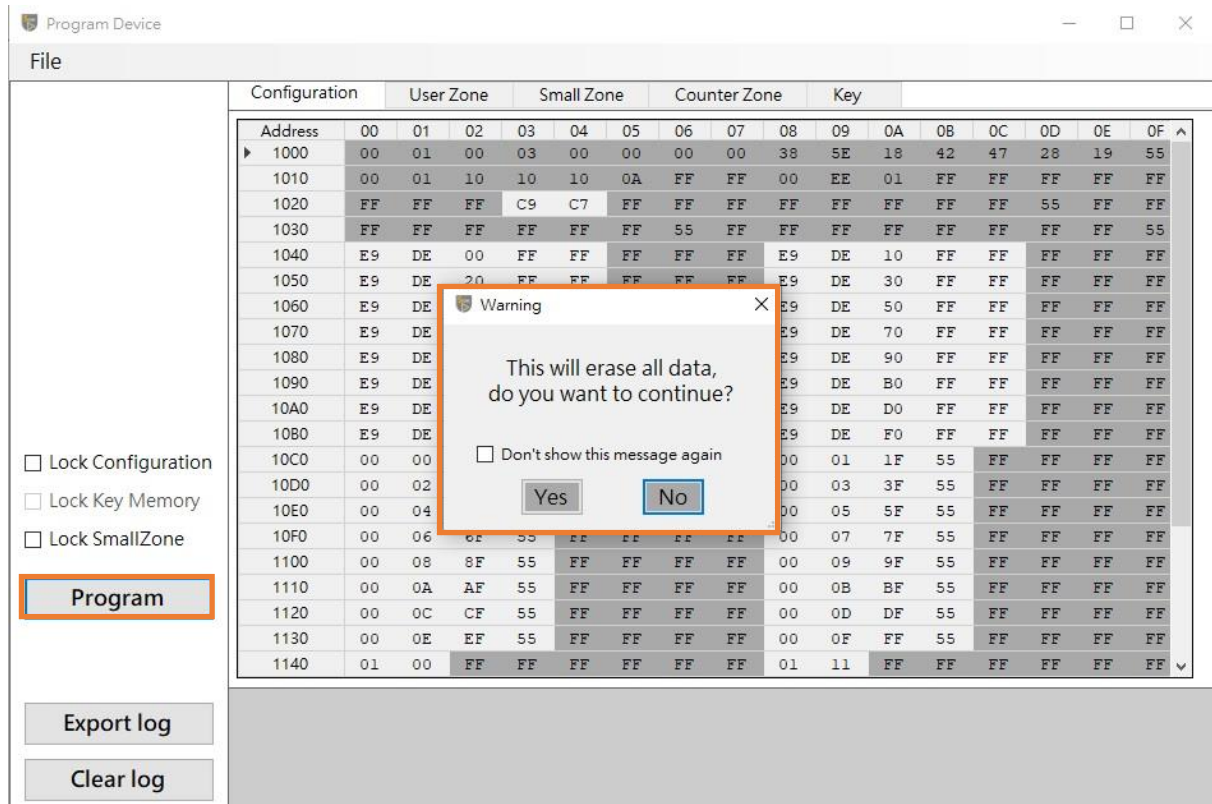 Program Device
File
Configuration User Zone Small Zone Counter Zone Key
Address 00 01 02 03 04 05 06 07 08 09 0A 0B 0C 0D 0E 0F
1000 00 01 00 03 00 00 00 00 38 5E 18 42 47 28 19 55
1010 00 01 10 10 10 0A FF FF 00 EE 01 FF FF FF FF FF
1020 FF FF FF C9 C7 FF FF FF FF FF FF FF FF 55 FF FF
1030 FF FF FF FF FF FF 55 FF FF FF FF FF FF FF FF 55
1040 E9 DE 00 FF FF FF FF FF E9 DE 10 FF FF FF FF FF
1050 E9 DE 20 FF FF FF FF FF E9 DE 30 FF FF FF FF FF
1060 E9 DE E9 DE 50 FF FF FF FF FF
1070 E9 DE E9 DE 70 FF FF FF FF FF
1080 E9 DE E9 DE 90 FF FF FF FF FF
1090 E9 DE E9 DE B0 FF FF FF FF FF
10A0 E9 DE E9 DE D0 FF FF FF FF FF
10B0 E9 DE E9 DE F0 FF FF FF FF FF
10C0 00 00 00 01 1F 55 FF FF FF FF
10D0 00 02 00 03 3F 55 FF FF FF FF
10E0 00 04 00 05 5F 55 FF FF FF FF
10F0 00 06 6F 55 FF FF FF FF 00 07 7F 55 FF FF FF FF
1100 00 08 8F 55 FF FF FF FF 00 09 9F 55 FF FF FF FF
1110 00 0A AF 55 FF FF FF FF 00 0B BF 55 FF FF FF FF
1120 00 0C CF 55 FF FF FF FF 00 0D DF 55 FF FF FF FF
1130 00 0E EF 55 FF FF FF FF 00 0F FF 55 FF FF FF FF
1140 01 00 FF FF FF FF FF FF 01 11 FF FF FF FF FF FF
Warning
This will erase all data,
do you want to continue?
Don't show this message again
Yes No
Lock Configuration
Lock Key Memory
Lock SmallZone
Program
Export log
Clear log